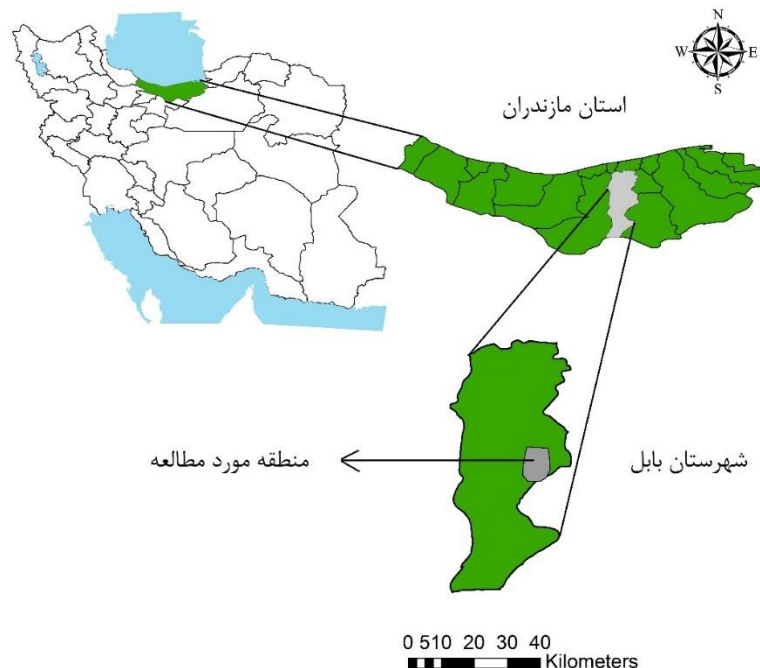 N
W E
S
استان مازندران
منطقه مورد مطالعه
شهرستان بابل
0 5 10 20 30 40
Kilometers